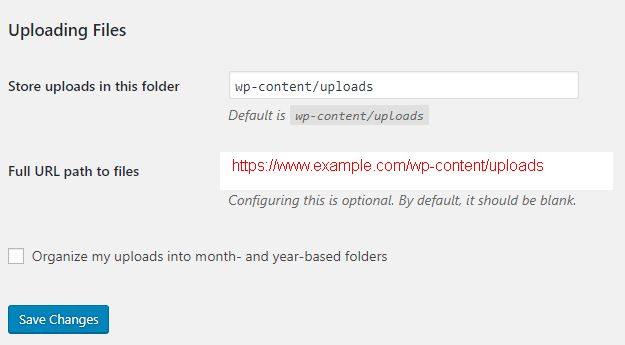 Uploading Files
Store uploads in this folder
wp-content/uploads
Default is wp-content/uploads
Full URL path to files
https://www.example.com/wp-content/uploads
Configuring this is optional. By default, it should be blank.
Organize my uploads into month- and year-based folders
Save Changes